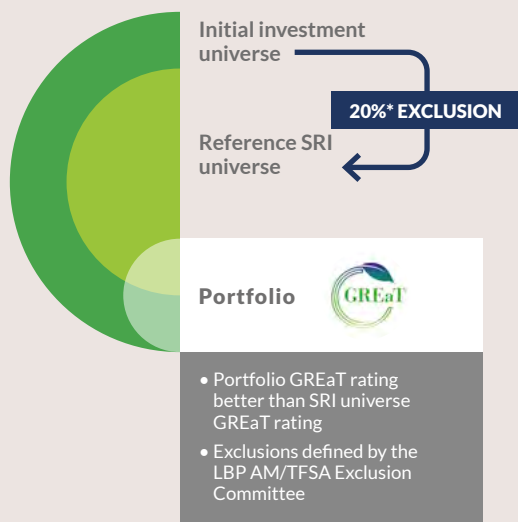 Initial investment
universe
20%* EXCLUSION
Reference SRI
universe
Portfolio
GREaT
• Portfolio GREaT rating
better than SRI universe
GREaT rating
• Exclusions defined by the
LBP AM/TFSA Exclusion
Committee